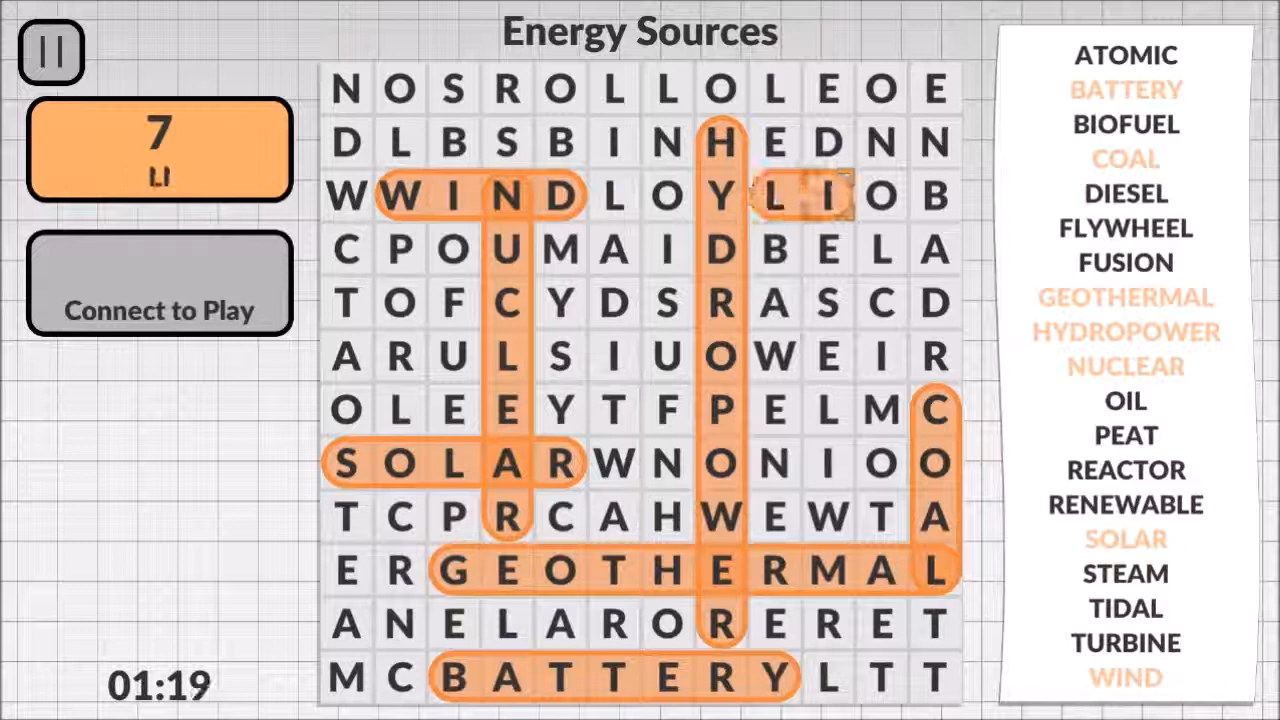 Energy Sources
7
LI
Connect to Play
01:19
N O S R O L L O L E O E
D L B S B I N H E D N N
W W I N D L O Y L I O B
C P O U M A I D B E L A
T O F C Y D S R A S C D
A R U L S I U O W E I R
O L E E Y T F P E L M C
S O L A R W N O N I O O
T C P R C A H W E W T A
E R G E O T H E R M A L
A N E L A R O R E R E T
M C B A T T E R Y L T T
ATOMIC
BATTERY
BIOFUEL
COAL
DIESEL
FLYWHEEL
FUSION
GEOTHERMAL
HYDROPOWER
NUCLEAR
OIL
PEAT
REACTOR
RENEWABLE
SOLAR
STEAM
TIDAL
TURBINE
WIND